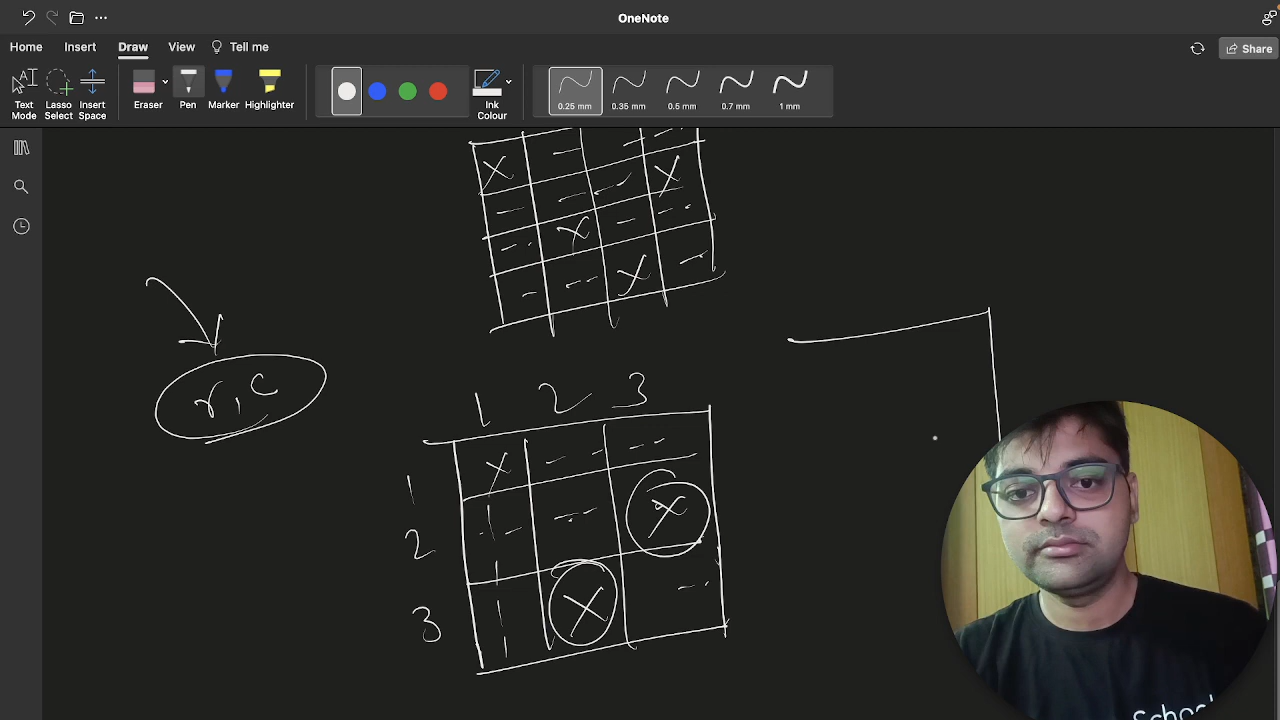 OneNote
Home Insert Draw View Tell me Share
Text Mode Lasso Select Insert Space Eraser Pen Marker Highlighter Ink Colour 0.25 mm 0.35 mm 0.5 mm 0.7 mm 1 mm
X
X
X
X
r, c
1 2 3
X
1
X
2
X
3
School